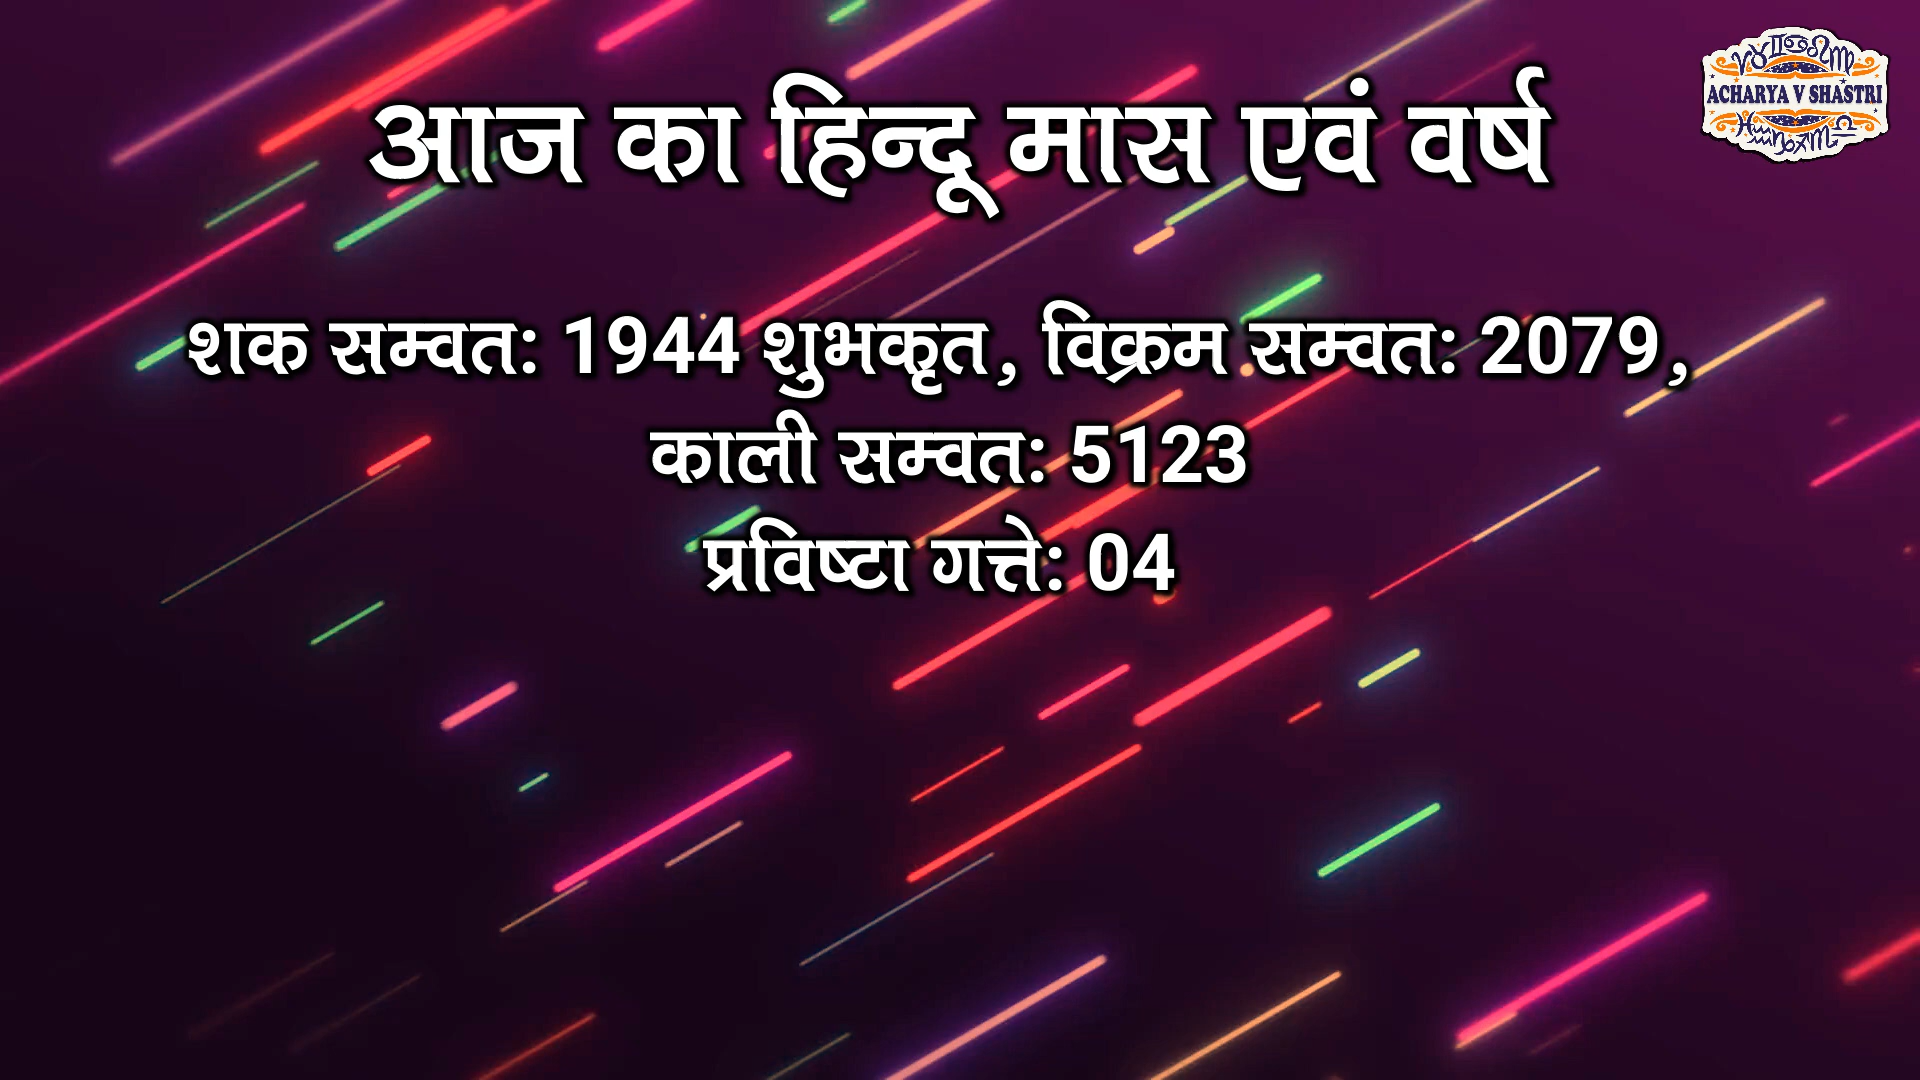 आज का हिन्दू मास एवं वर्ष
ACHARYA V SHASTRI
शक सम्वत: 1944 शुभकृत, विक्रम सम्वत: 2079,
काली सम्वत: 5123
प्रविष्टा गत्ते: 04